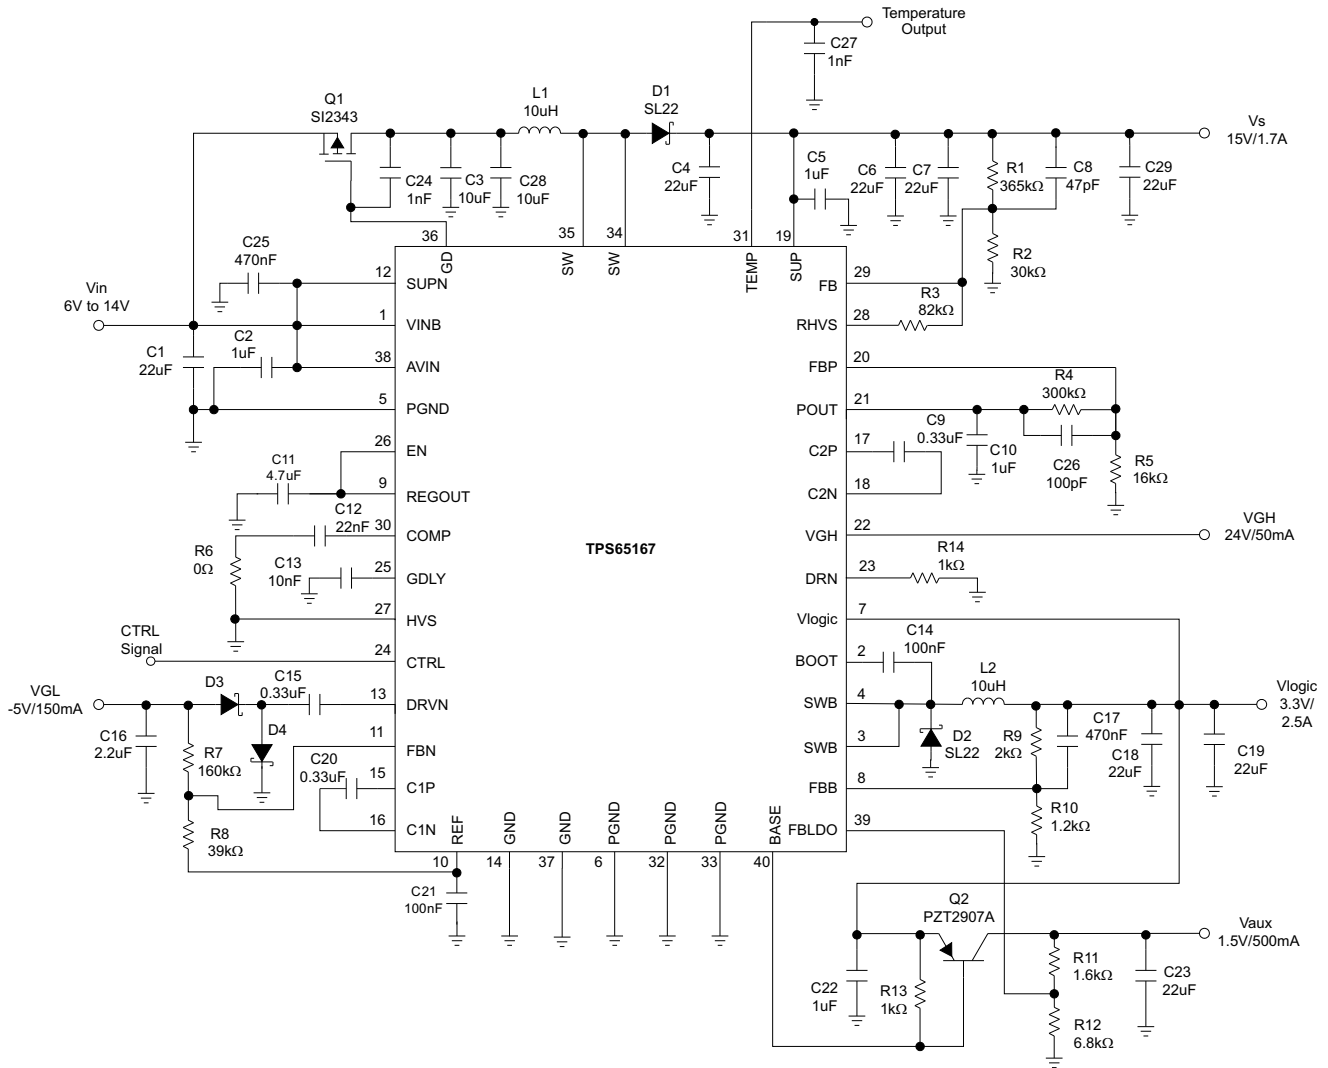 Temperature
Output
C27
1nF
Q1
SI2343
L1
10uH
D1
SL22
Vs
15V/1.7A
C24
1nF
C3
10uF
C28
10uF
C4
22uF
C5
1uF
C6
22uF
C7
22uF
R1
365kΩ
C8
47pF
C29
22uF
36
35
34
31
19
GD
SW
SW
TEMP
SUP
R2
30kΩ
C25
470nF
12
SUPN
FB
29
Vin
6V to 14V
1
VINB
RHVS
28
R3
82kΩ
C1
22uF
C2
1uF
38
AVIN
FBP
20
R4
300kΩ
5
PGND
POUT
21
C9
0.33uF
C10
1uF
C26
100pF
R5
16kΩ
26
EN
C2P
17
C11
4.7uF
9
REGOUT
C2N
18
C12
22nF
30
COMP
TPS65167
VGH
22
VGH
24V/50mA
R6
0Ω
C13
10nF
25
GDLY
DRN
23
R14
1kΩ
27
HVS
Vlogic
7
CTRL
Signal
24
CTRL
BOOT
2
C14
100nF
VGL
-5V/150mA
D3
C15
0.33uF
13
DRVN
SWB
4
L2
10uH
Vlogic
3.3V/
2.5A
C16
2.2uF
R7
160kΩ
D4
11
FBN
SWB
3
D2
SL22
R9
2kΩ
C17
470nF
C18
22uF
C19
22uF
C20
0.33uF
15
C1P
FBB
8
R8
39kΩ
16
C1N
FBLDO
39
R10
1.2kΩ
REF
GND
GND
PGND
PGND
PGND
BASE
10
14
37
6
32
33
40
C21
100nF
Q2
PZT2907A
Vaux
1.5V/500mA
C22
1uF
R13
1kΩ
R11
1.6kΩ
C23
22uF
R12
6.8kΩ